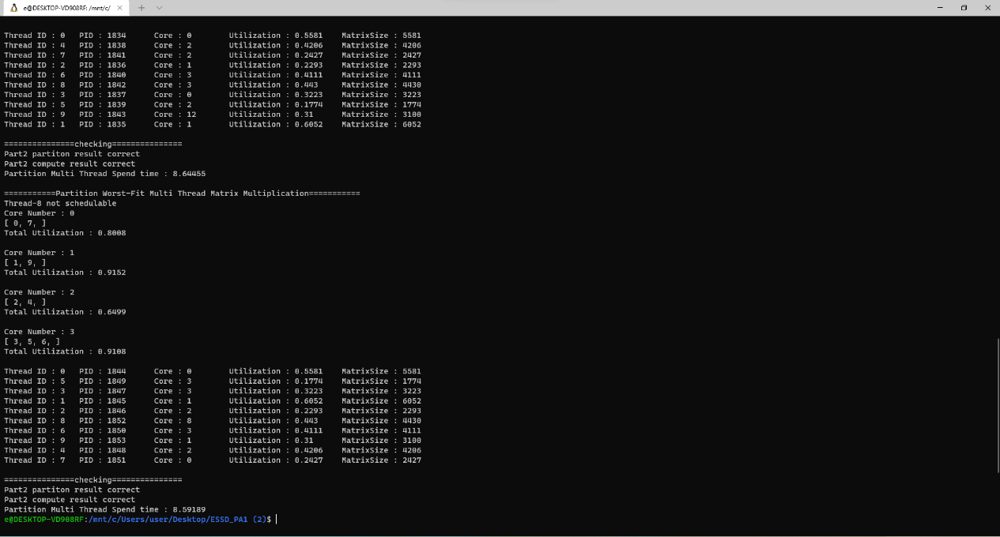 e@DESKTOP-VD908RF: /mnt/c/
Thread ID : 0   PID : 1834      Core : 0        Utilization : 0.5581    MatrixSize : 5581
Thread ID : 4   PID : 1838      Core : 2        Utilization : 0.4206    MatrixSize : 4206
Thread ID : 7   PID : 1841      Core : 2        Utilization : 0.2427    MatrixSize : 2427
Thread ID : 2   PID : 1836      Core : 1        Utilization : 0.2293    MatrixSize : 2293
Thread ID : 6   PID : 1840      Core : 3        Utilization : 0.4111    MatrixSize : 4111
Thread ID : 8   PID : 1842      Core : 3        Utilization : 0.443     MatrixSize : 4430
Thread ID : 3   PID : 1837      Core : 0        Utilization : 0.3223    MatrixSize : 3223
Thread ID : 5   PID : 1839      Core : 2        Utilization : 0.1774    MatrixSize : 1774
Thread ID : 9   PID : 1843      Core : 12       Utilization : 0.31      MatrixSize : 3100
Thread ID : 1   PID : 1835      Core : 1        Utilization : 0.6052    MatrixSize : 6052
===============checking===============
Part2 partiton result correct
Part2 compute result correct
Partition Multi Thread Spend time : 8.64455
===========Partition Worst-Fit Multi Thread Matrix Multiplication===========
Thread-8 not schedulable
Core Number : 0
[ 0, 7, ]
Total Utilization : 0.8008
Core Number : 1
[ 1, 9, ]
Total Utilization : 0.9152
Core Number : 2
[ 2, 4, ]
Total Utilization : 0.6499
Core Number : 3
[ 3, 5, 6, ]
Total Utilization : 0.9108
Thread ID : 0   PID : 1844      Core : 0        Utilization : 0.5581    MatrixSize : 5581
Thread ID : 5   PID : 1849      Core : 3        Utilization : 0.1774    MatrixSize : 1774
Thread ID : 3   PID : 1847      Core : 3        Utilization : 0.3223    MatrixSize : 3223
Thread ID : 1   PID : 1845      Core : 1        Utilization : 0.6052    MatrixSize : 6052
Thread ID : 2   PID : 1846      Core : 2        Utilization : 0.2293    MatrixSize : 2293
Thread ID : 8   PID : 1852      Core : 8        Utilization : 0.443     MatrixSize : 4430
Thread ID : 6   PID : 1850      Core : 3        Utilization : 0.4111    MatrixSize : 4111
Thread ID : 9   PID : 1853      Core : 1        Utilization : 0.31      MatrixSize : 3100
Thread ID : 4   PID : 1848      Core : 2        Utilization : 0.4206    MatrixSize : 4206
Thread ID : 7   PID : 1851      Core : 0        Utilization : 0.2427    MatrixSize : 2427
===============checking===============
Part2 partiton result correct
Part2 compute result correct
Partition Multi Thread Spend time : 8.59189
e@DESKTOP-VD908RF:/mnt/c/Users/user/Desktop/ESSD_PA1 (2)$